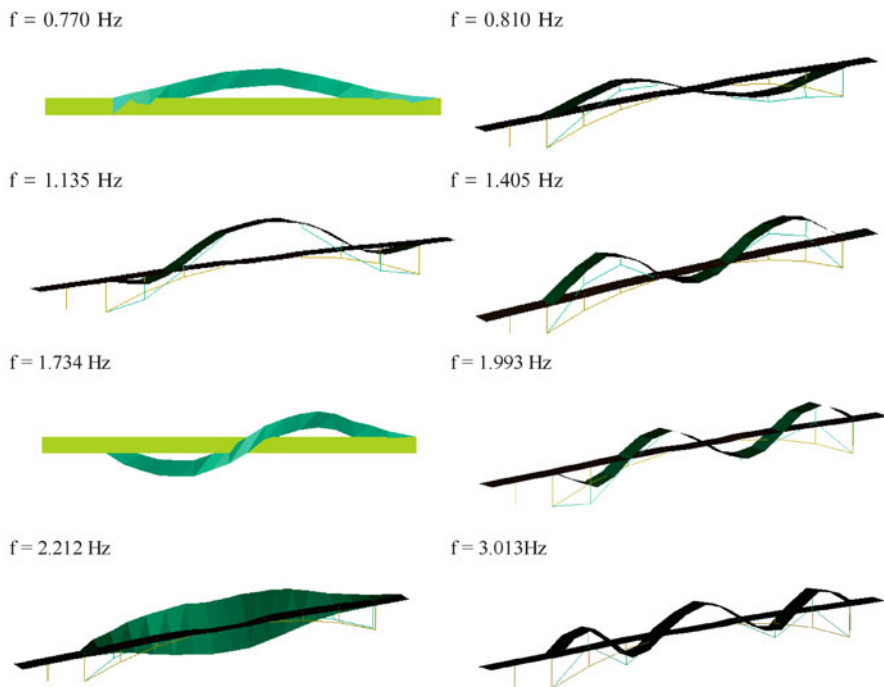 f = 0.770 Hz
f = 0.810 Hz
f = 1.135 Hz
f = 1.405 Hz
f = 1.734 Hz
f = 1.993 Hz
f = 2.212 Hz
f = 3.013Hz